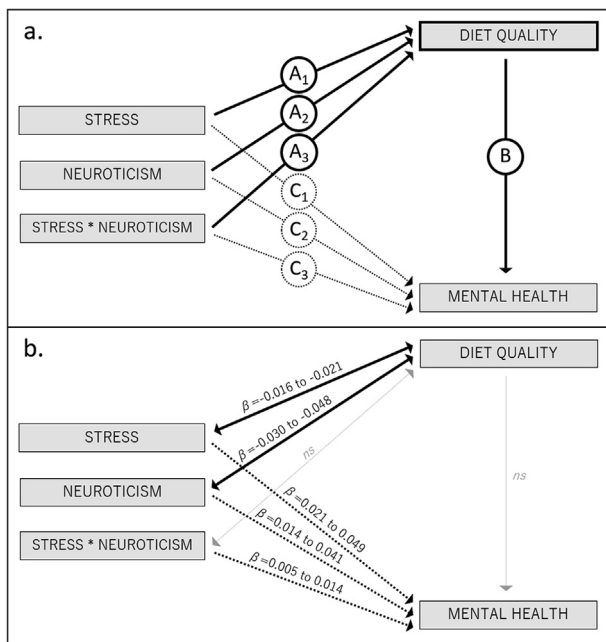 a.
DIET QUALITY
A1
STRESS
A2
A3
NEUROTICISM
B
C1
STRESS * NEUROTICISM
C2
C3
MENTAL HEALTH
b.
DIET QUALITY
β=-0.016 to -0.021
STRESS
β=-0.030 to -0.048
ns
ns
NEUROTICISM
β=0.021 to 0.049
β=0.014 to 0.041
STRESS * NEUROTICISM
β=0.005 to 0.014
MENTAL HEALTH